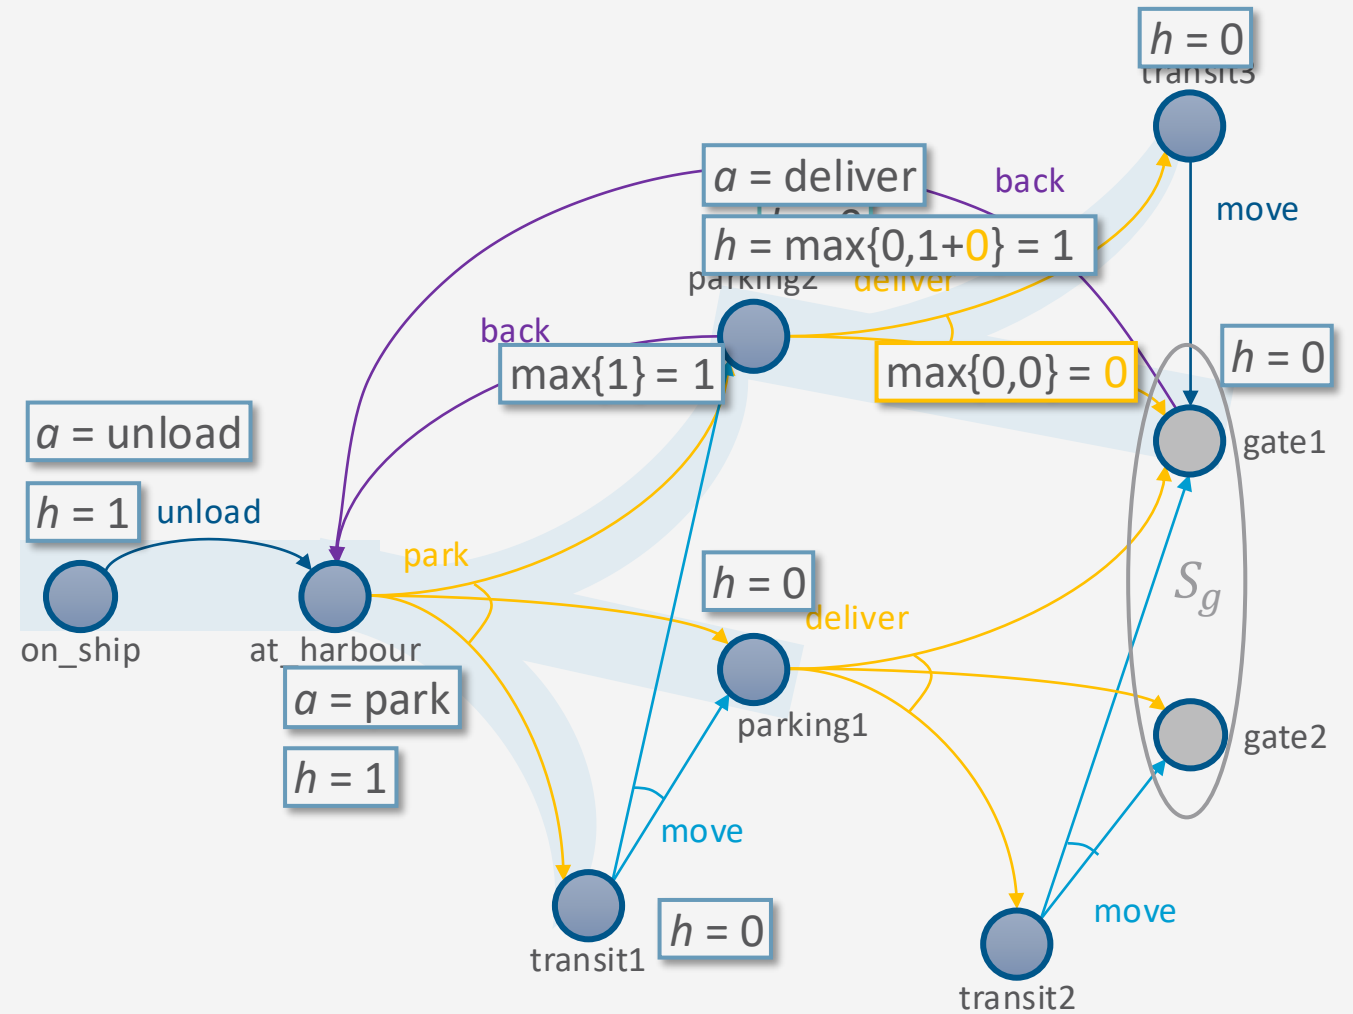 h = 0
transit3
a = deliver
back
move
h = max{0,1+0} = 1
parking2
deliver
back
max{1} = 1
max{0,0} = 0
h = 0
a = unload
gate1
h = 1
unload
park
h = 0
S_g
deliver
on_ship
at_harbour
a = park
parking1
gate2
h = 1
move
move
h = 0
transit1
transit2